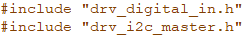 #include "drv_digital_in.h"
#include "drv_i2c_master.h"